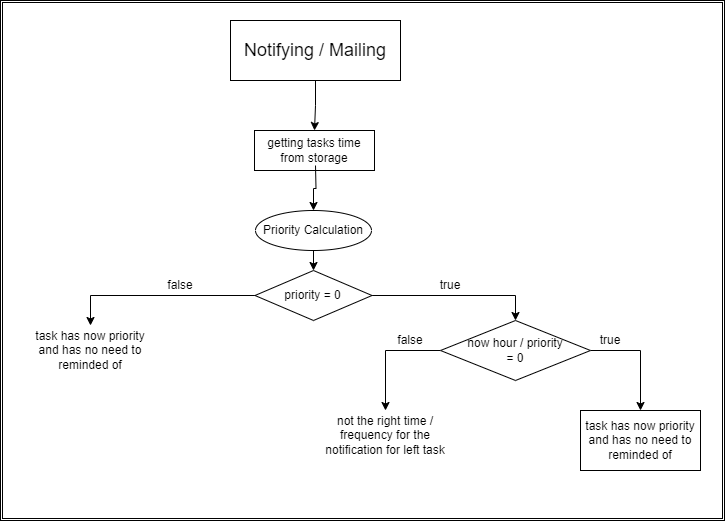 Notifying / Mailing
getting tasks time
from storage
Priority Calculation
false
priority = 0
true
task has now priority
and has no need to
reminded of
false
now hour / priority
= 0
true
not the right time /
frequency for the
notification for left task
task has now priority
and has no need to
reminded of